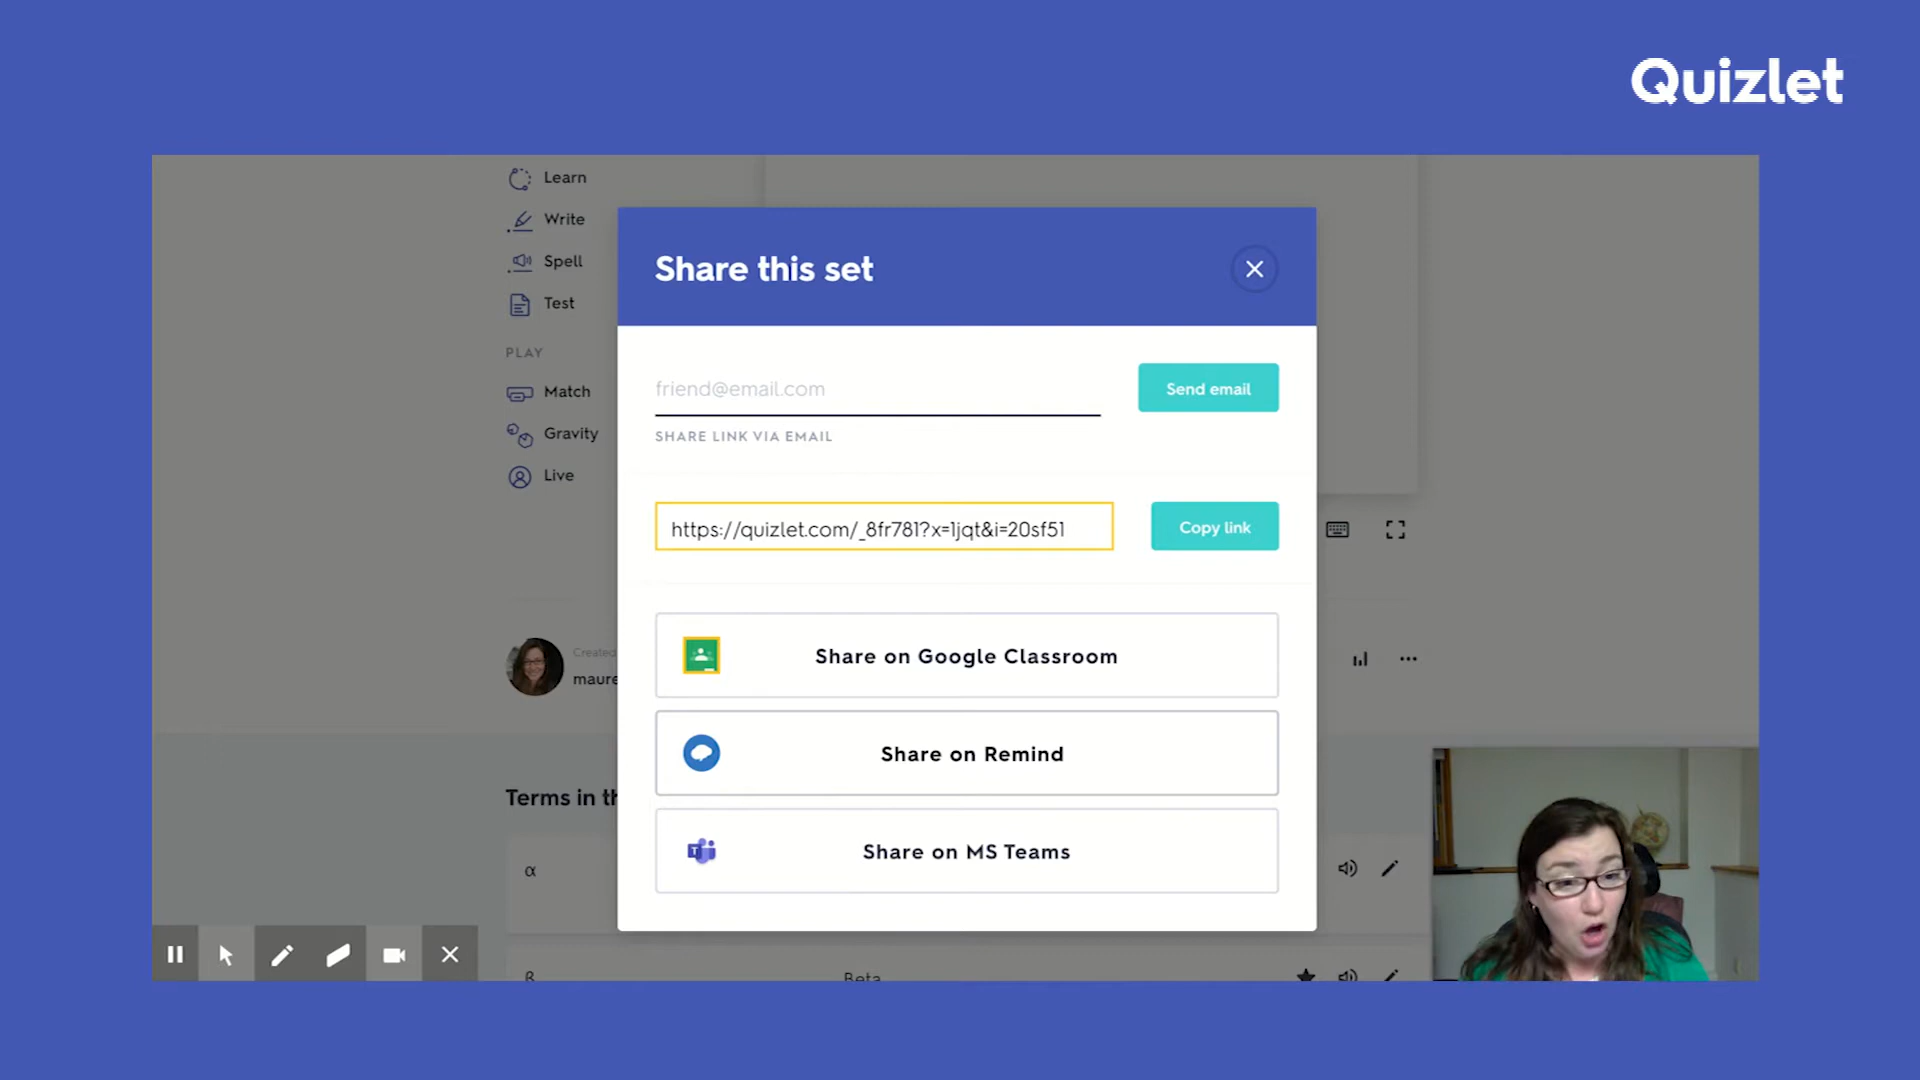 Quizlet
Learn
Write
Spell
Test
PLAY
Match
Gravity
Live
Share this set
friend@email.com
Send email
SHARE LINK VIA EMAIL
https://quizlet.com/_8fr781?x=1jqt&i=20sf51
Copy link
Share on Google Classroom
Share on Remind
Share on MS Teams
Created
maure
Terms in th
α
β
Beta